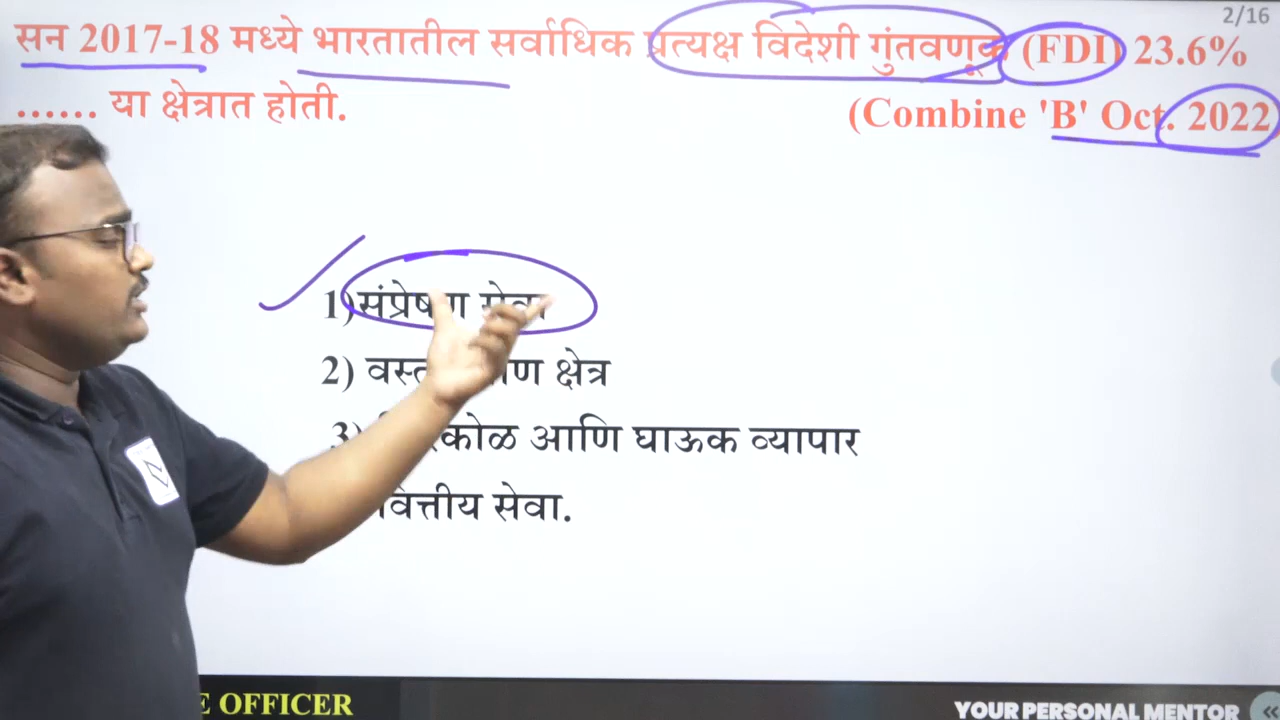 2/16
सन 2017-18 मध्ये भारतातील सर्वाधिक प्रत्यक्ष विदेशी गुंतवणूक (FDI) 23.6%
...... या क्षेत्रात होती. (Combine 'B' Oct. 2022
1) संप्रेषण सेवा
2) क्षेत्र
3) आणि घाऊक व्यापार
वित्तीय सेवा.
OFFICER
YOUR PERSONAL MENTOR